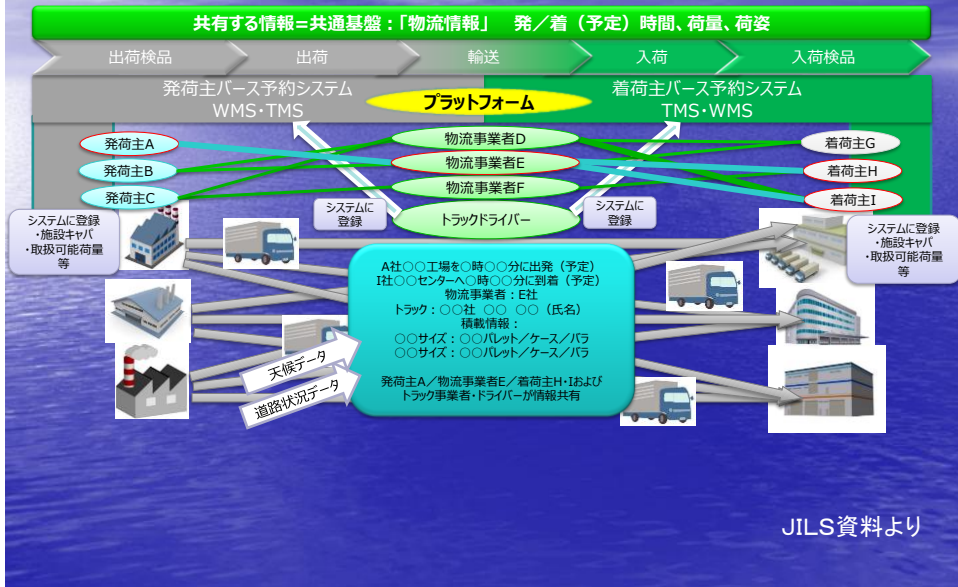 共有する情報=共通基盤：「物流情報」　発／着（予定）時間、荷量、荷姿
出荷検品
出荷
輸送
入荷
入荷検品
発荷主バース予約システム
WMS・TMS
プラットフォーム
着荷主バース予約システム
TMS・WMS
発荷主A
発荷主B
発荷主C
物流事業者D
物流事業者E
物流事業者F
トラックドライバー
着荷主G
着荷主H
着荷主I
システムに登録
・施設キャパ
・取扱可能荷量
等
システムに
登録
システムに
登録
システムに登録
・施設キャパ
・取扱可能荷量
等
A社○○工場を○時○○分に出発（予定）
I社○○センターへ○時○○分に到着（予定）
物流事業者：E社
トラック：○○社　○○　○○（氏名）
積載情報：
○○サイズ：○○パレット／ケース／バラ
○○サイズ：○○パレット／ケース／バラ
発荷主A／物流事業者E／着荷主H・Iおよび
トラック事業者・ドライバーが情報共有
天候データ
道路状況データ
JILS資料より